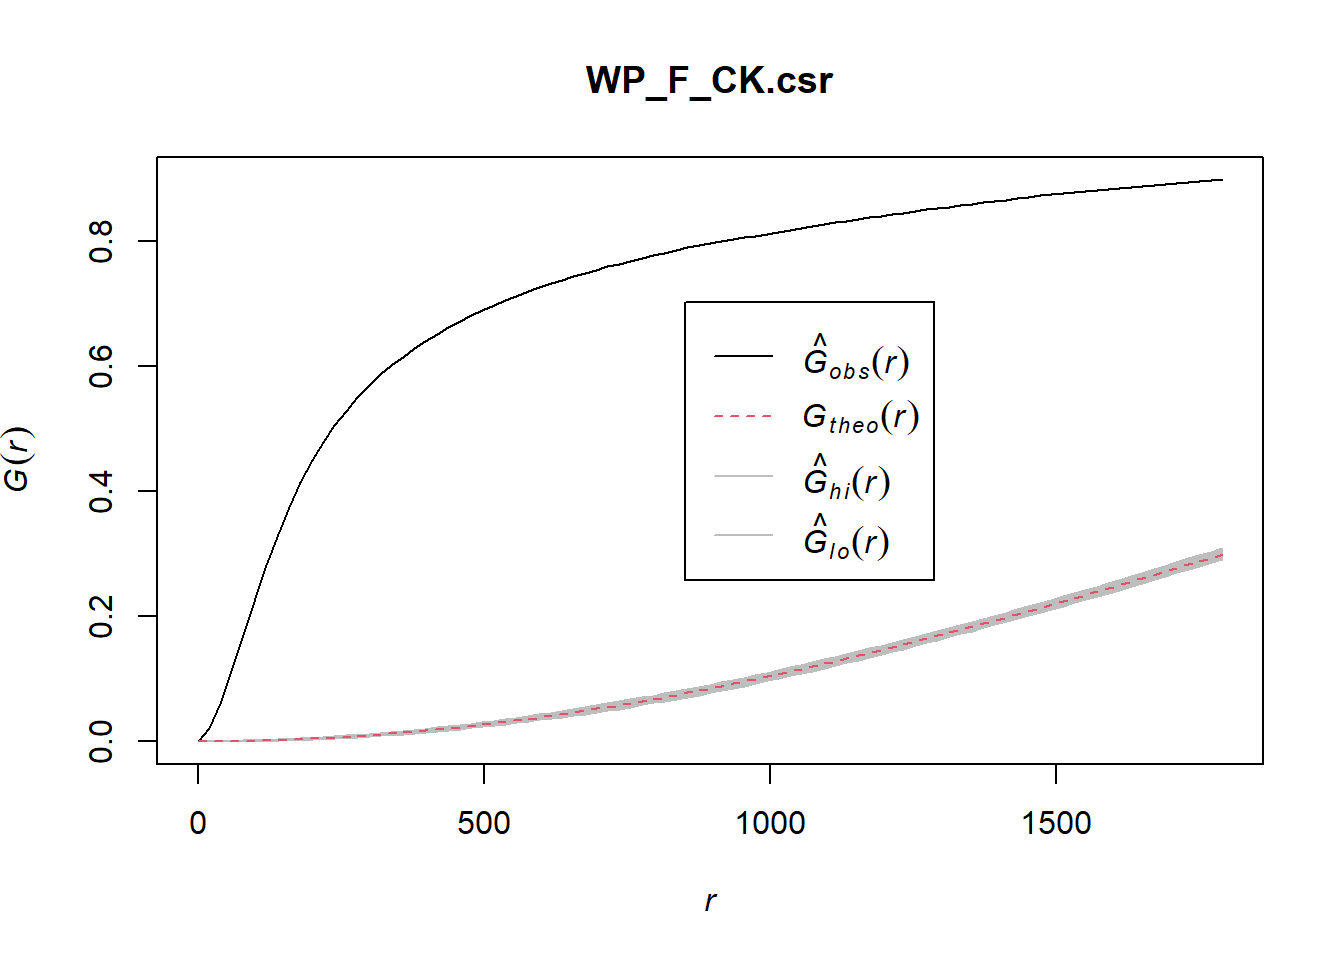 WP_F_CK.csr
G(r)
0.8
0.6
0.4
0.2
0.0
Ĝobs(r)
Gtheo(r)
Ĝhi(r)
Ĝlo(r)
0 500 1000 1500
r